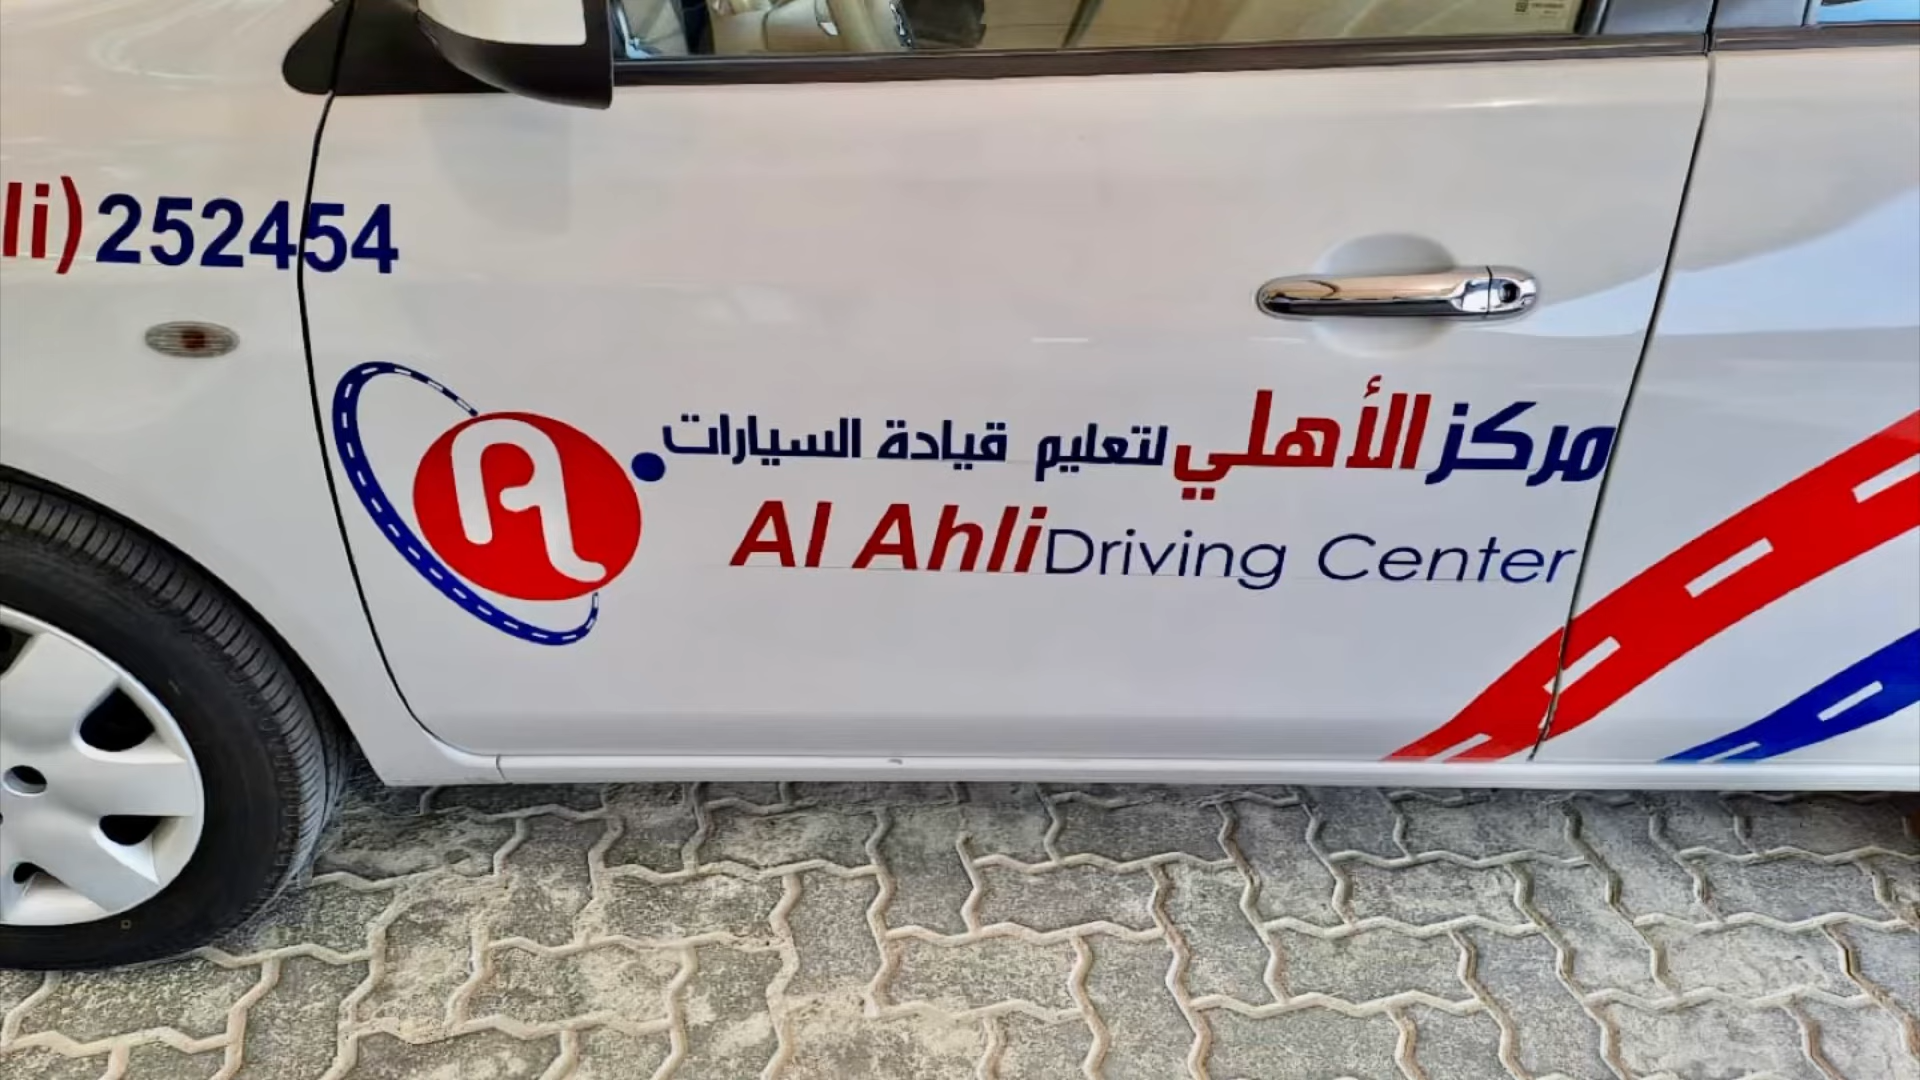 li) 252454
مركز الأهلي لتعليم قيادة السيارات
Al Ahli Driving Center